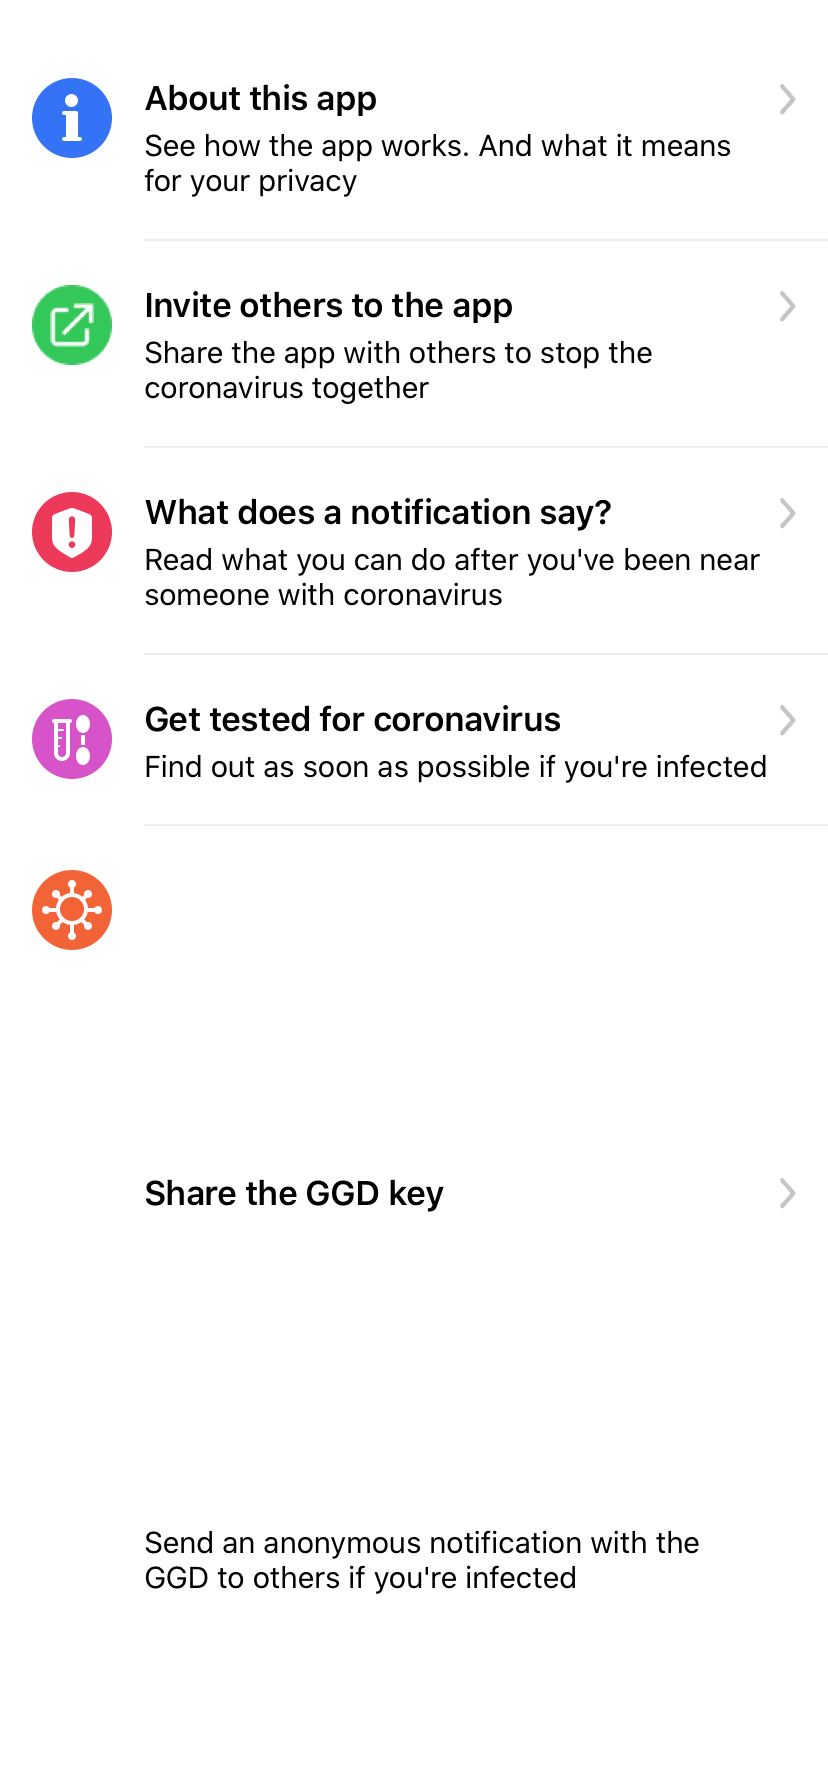 About this app
See how the app works. And what it means
for your privacy
Invite others to the app
Share the app with others to stop the
coronavirus together
What does a notification say?
Read what you can do after you've been near
someone with coronavirus
Get tested for coronavirus
Find out as soon as possible if you're infected
Share the GGD key
Send an anonymous notification with the
GGD to others if you're infected